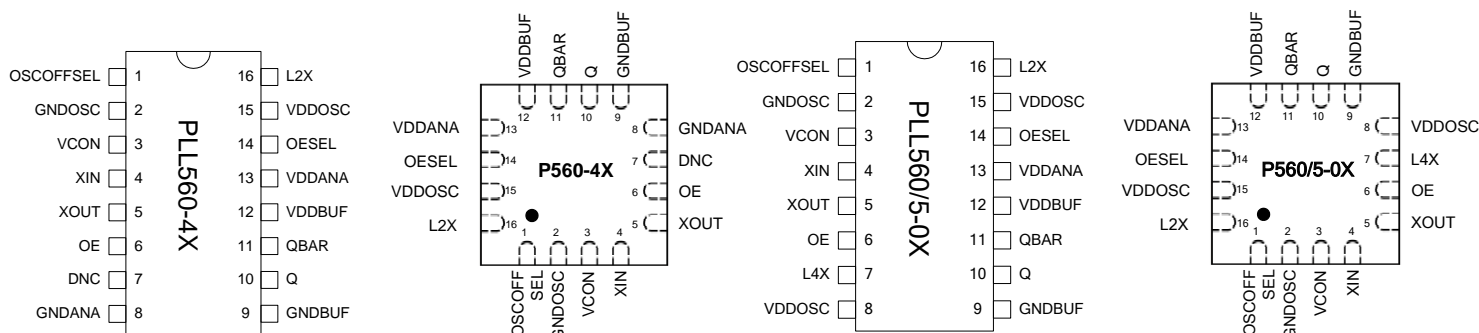 OSCOFFSEL 1 16 L2X
GNDOSC 2 15 VDDOSC
VCON 3 14 OESEL
XIN 4 13 VDDANA
XOUT 5 12 VDDBUF
OE 6 11 QBAR
DNC 7 10 Q
GNDANA 8 9 GNDBUF
PLL560-4X
VDDBUF QBAR Q GNDBUF
12 11 10 9
VDDANA 13 8 GNDANA
OESEL 14 7 DNC
P560-4X
VDDOSC 15 6 OE
L2X 16 5 XOUT
1 2 3 4
OSCOFF
SEL
GNDOSC
VCON
XIN
OSCOFFSEL 1 16 L2X
GNDOSC 2 15 VDDOSC
VCON 3 14 OESEL
XIN 4 13 VDDANA
XOUT 5 12 VDDBUF
OE 6 11 QBAR
L4X 7 10 Q
VDDOSC 8 9 GNDBUF
PLL560/5-0X
VDDBUF QBAR Q GNDBUF
12 11 10 9
VDDANA 13 8 VDDOSC
OESEL 14 7 L4X
P560/5-0X
VDDOSC 15 6 OE
L2X 16 5 XOUT
1 2 3 4
OSCOFF
SEL
GNDOSC
VCON
XIN